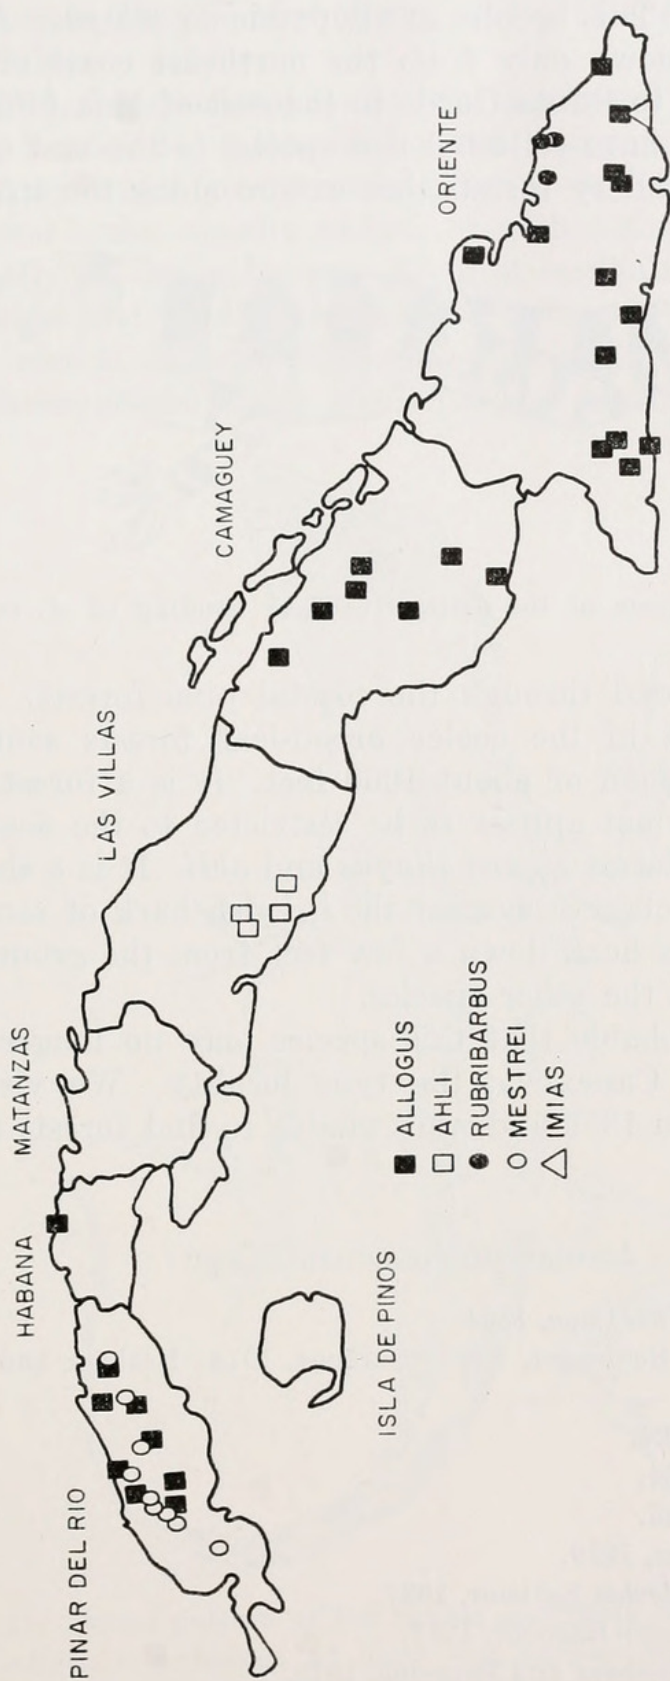 PINAR DEL RIO
HABANA
MATANZAS
LAS VILLAS
CAMAGUEY
ORIENTE
ISLA DE PINOS
ALLOGUS
AHLI
RUBRIBARBUS
MESTREI
IMIAS